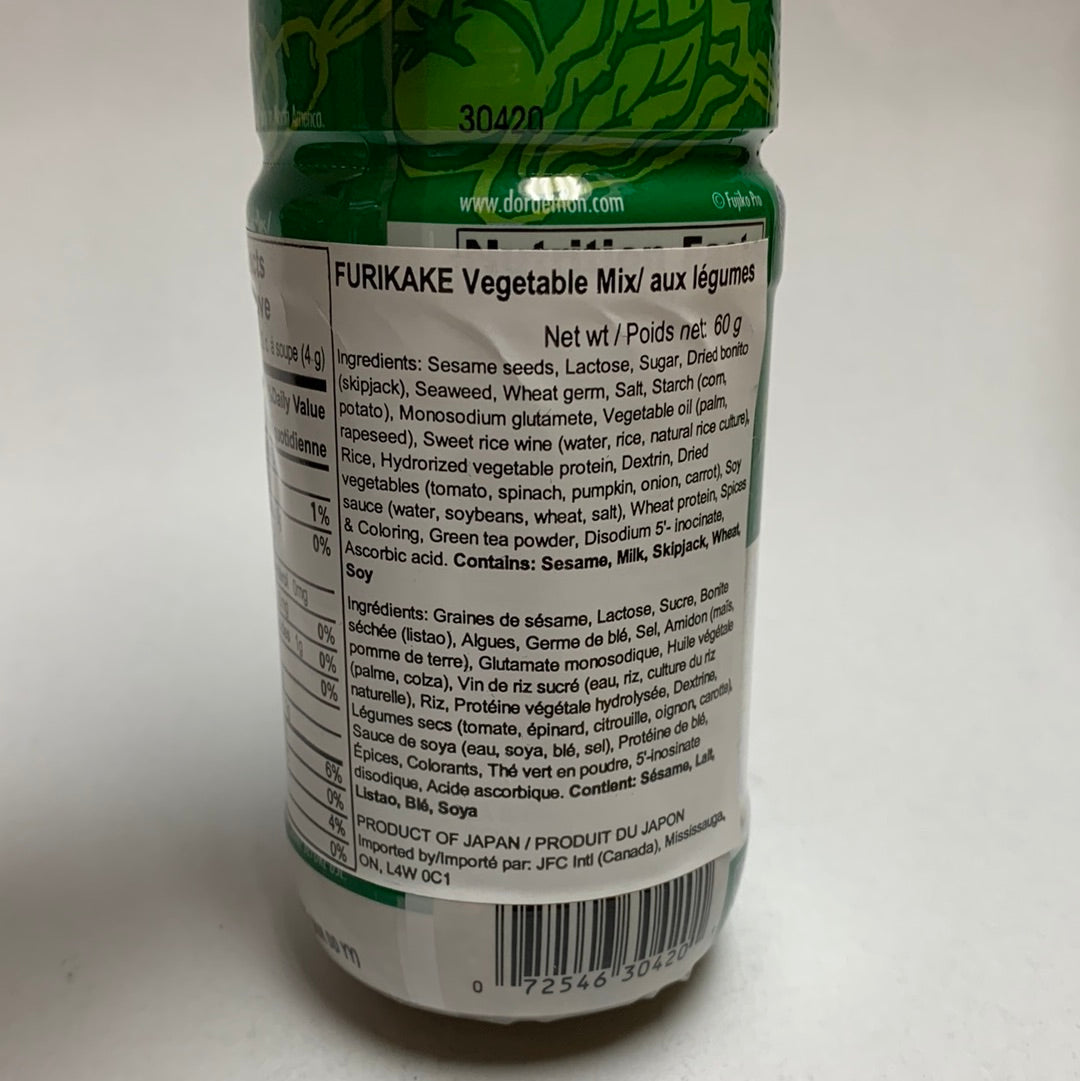 30420
www.doraemon.com
© Fujiko Pro
Nutrition
FURIKAKE Vegetable Mix/ aux légumes
Net wt / Poids net: 60 g
Ingredients: Sesame seeds, Lactose, Sugar, Dried bonito
(skipjack), Seaweed, Wheat germ, Salt, Starch (corn,
potato), Monosodium glutamete, Vegetable oil (palm,
rapeseed), Sweet rice wine (water, rice, natural rice culture),
Rice, Hydrorized vegetable protein, Dextrin, Dried
vegetables (tomato, spinach, pumpkin, onion, carrot), Soy
sauce (water, soybeans, wheat, salt), Wheat protein, Spices
& Coloring, Green tea powder, Disodium 5'- inocinate,
Ascorbic acid. Contains: Sesame, Milk, Skipjack, Wheat,
Soy
Ingrédients: Graines de sésame, Lactose, Sucre, Bonite
séchée (listao), Algues, Germe de blé, Sel, Amidon (maïs,
pomme de terre), Glutamate monosodique, Huile végétale
(palme, colza), Vin de riz sucré (eau, riz, culture du riz
naturelle), Riz, Protéine végétale hydrolysée, Dextrine,
Légumes secs (tomate, épinard, citrouille, oignon, carotte),
Sauce de soya (eau, soya, blé, sel), Protéine de blé,
Épices, Colorants, Thé vert en poudre, 5'-inosinate
disodique, Acide ascorbique. Contient: Sésame, Lait,
Listao, Blé, Soya
PRODUCT OF JAPAN / PRODUIT DU JAPON
Imported by/Importé par: JFC Intl (Canada), Mississauga,
ON, L4W 0C1
à soupe (4 g)
Daily Value
1%
0%
0mg
0%
1g 0%
0%
6%
0%
4%
0%
0 72546 30420